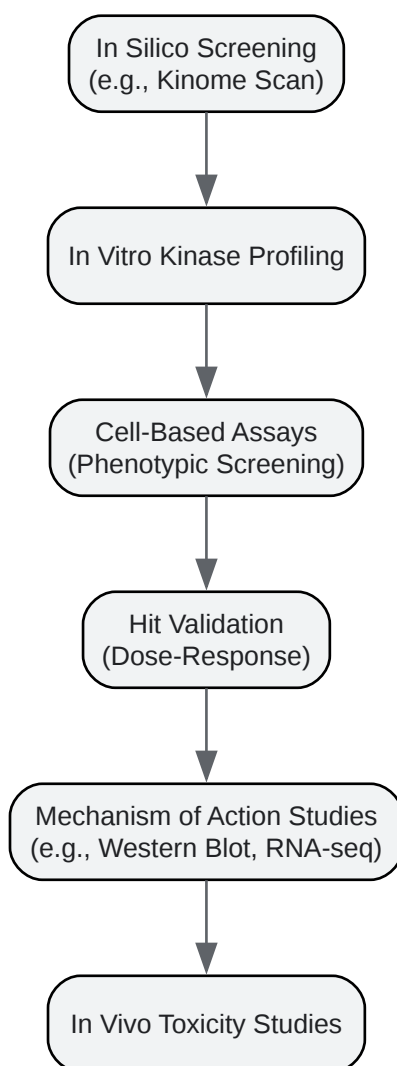 In Silico Screening
(e.g., Kinome Scan)
In Vitro Kinase Profiling
Cell-Based Assays
(Phenotypic Screening)
Hit Validation
(Dose-Response)
Mechanism of Action Studies
(e.g., Western Blot, RNA-seq)
In Vivo Toxicity Studies